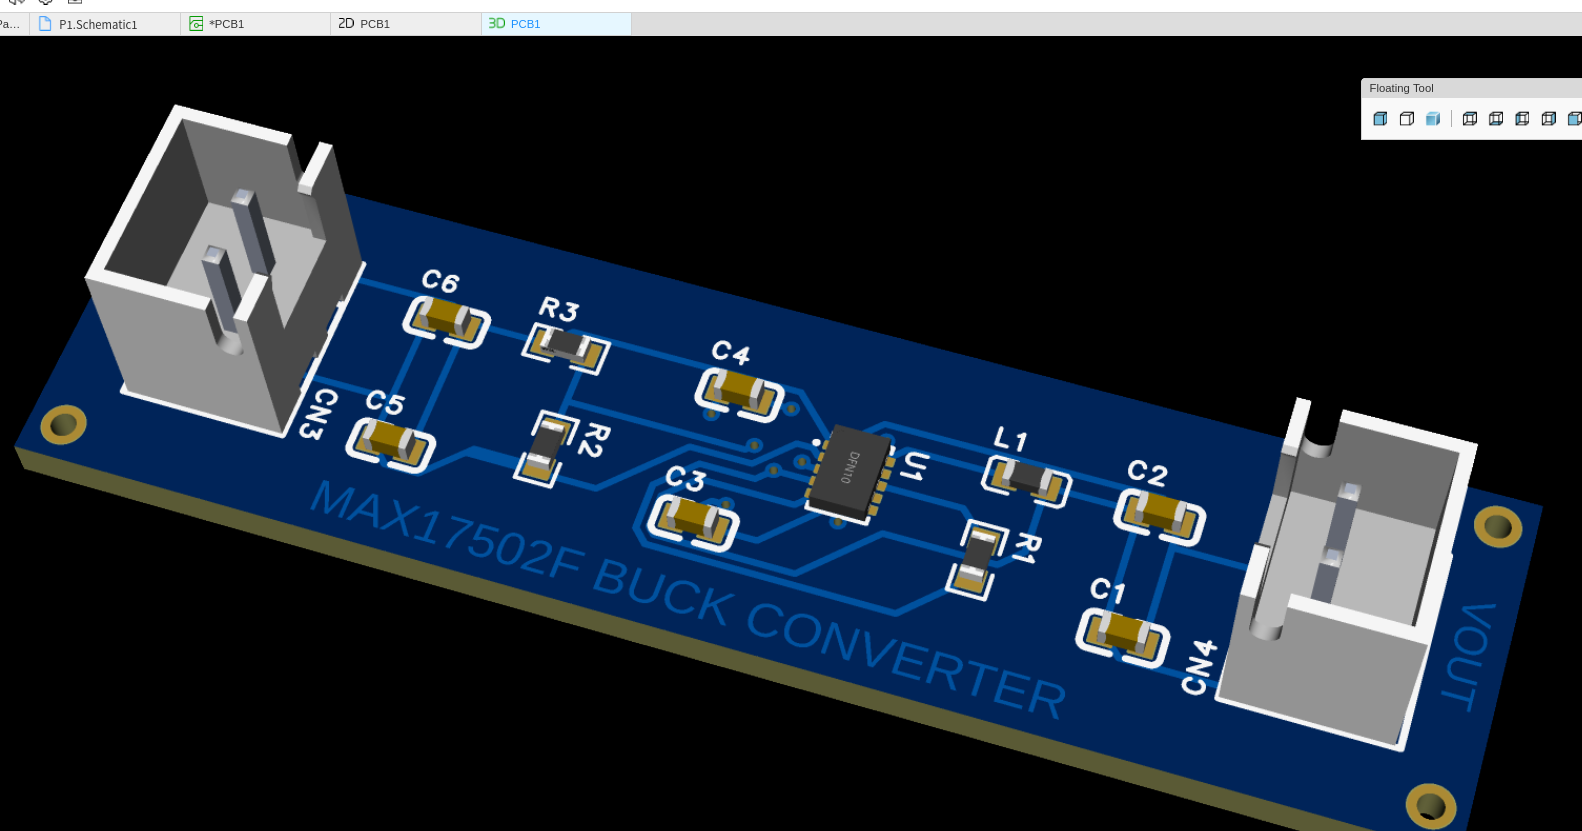 Pa...
P1.Schematic1
*PCB1
2D PCB1
3D PCB1
Floating Tool
C6
R3
C4
C5
CN3
R2
C3
DFN10
U1
L1
C2
R1
C1
CN4
MAX17502F BUCK CONVERTER
VOUT